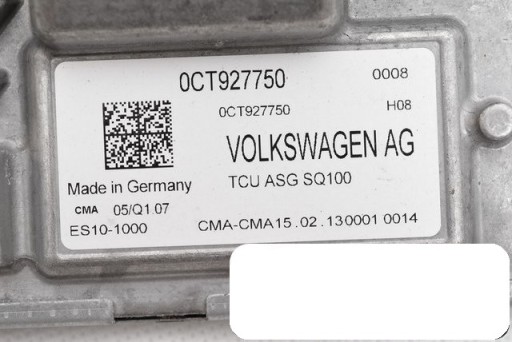 0CT927750 0008
0CT927750 H08
VOLKSWAGEN AG
Made in Germany TCU ASG SQ100
CMA 05/Q1.07
ES10-1000 CMA-CMA15.02.130001 0014